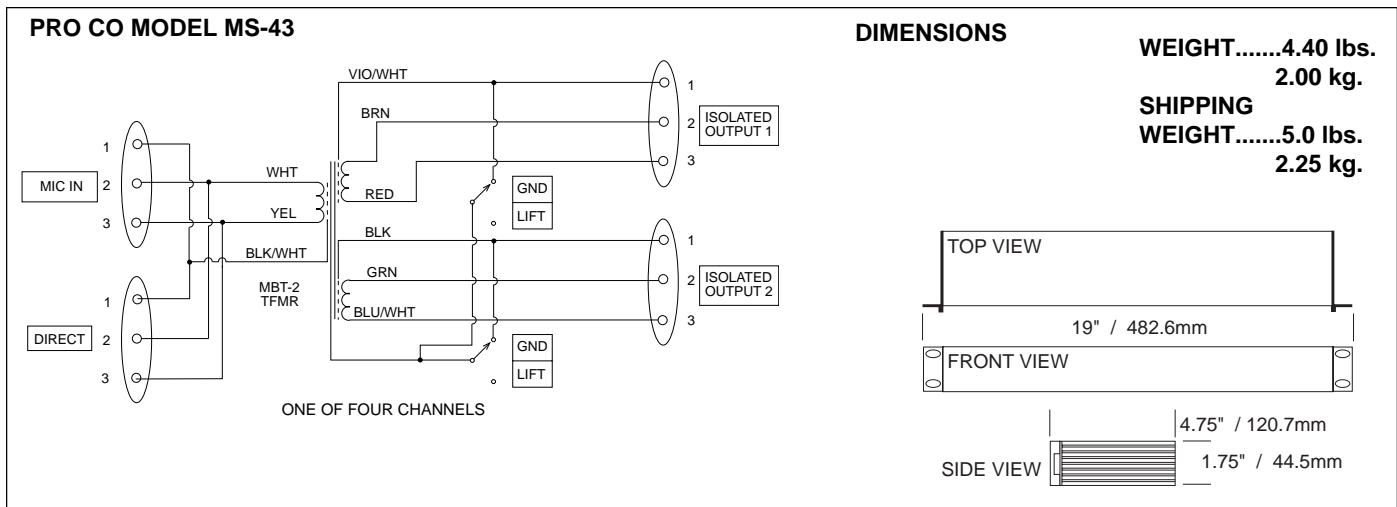 PRO CO MODEL MS-43
VIO/WHT
1
BRN
2
ISOLATED
OUTPUT 1
3
RED
1
MIC IN
2
3
WHT
YEL
BLK/WHT
GND
LIFT
MBT-2
TFMR
BLK
1
GRN
2
ISOLATED
OUTPUT 2
BLU/WHT
3
1
DIRECT
2
3
GND
LIFT
ONE OF FOUR CHANNELS
DIMENSIONS
WEIGHT.......4.40 lbs.
2.00 kg.
SHIPPING
WEIGHT.......5.0 lbs.
2.25 kg.
TOP VIEW
19" / 482.6mm
FRONT VIEW
4.75" / 120.7mm
SIDE VIEW
1.75" / 44.5mm